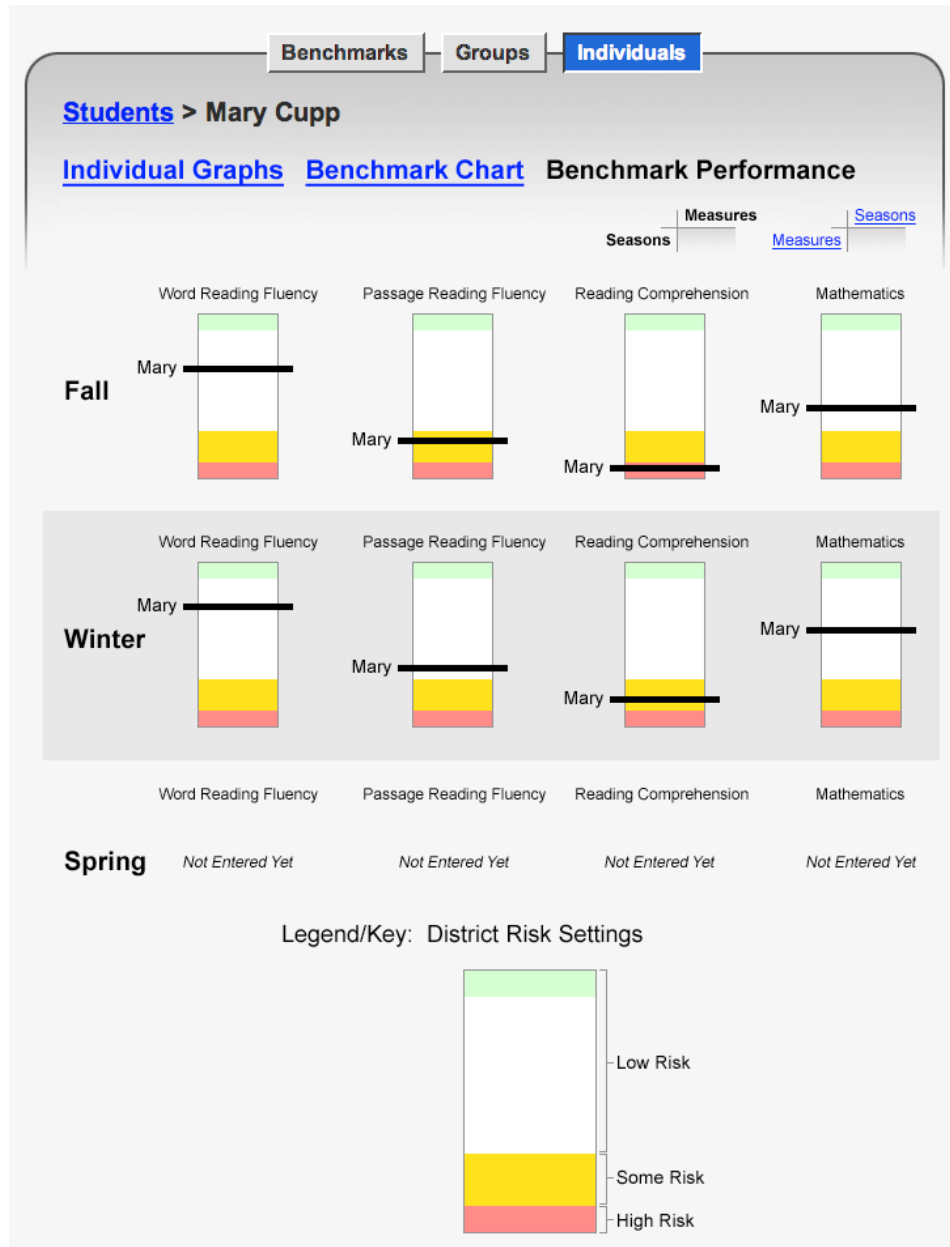 Benchmarks Groups Individuals
Students > Mary Cupp
Individual Graphs Benchmark Chart Benchmark Performance
Measures Seasons
Seasons Measures
Word Reading Fluency Passage Reading Fluency Reading Comprehension Mathematics
Mary
Fall
Mary
Mary
Mary
Word Reading Fluency Passage Reading Fluency Reading Comprehension Mathematics
Mary
Winter
Mary
Mary
Mary
Word Reading Fluency Passage Reading Fluency Reading Comprehension Mathematics
Spring Not Entered Yet Not Entered Yet Not Entered Yet Not Entered Yet
Legend/Key: District Risk Settings
Low Risk
Some Risk
High Risk